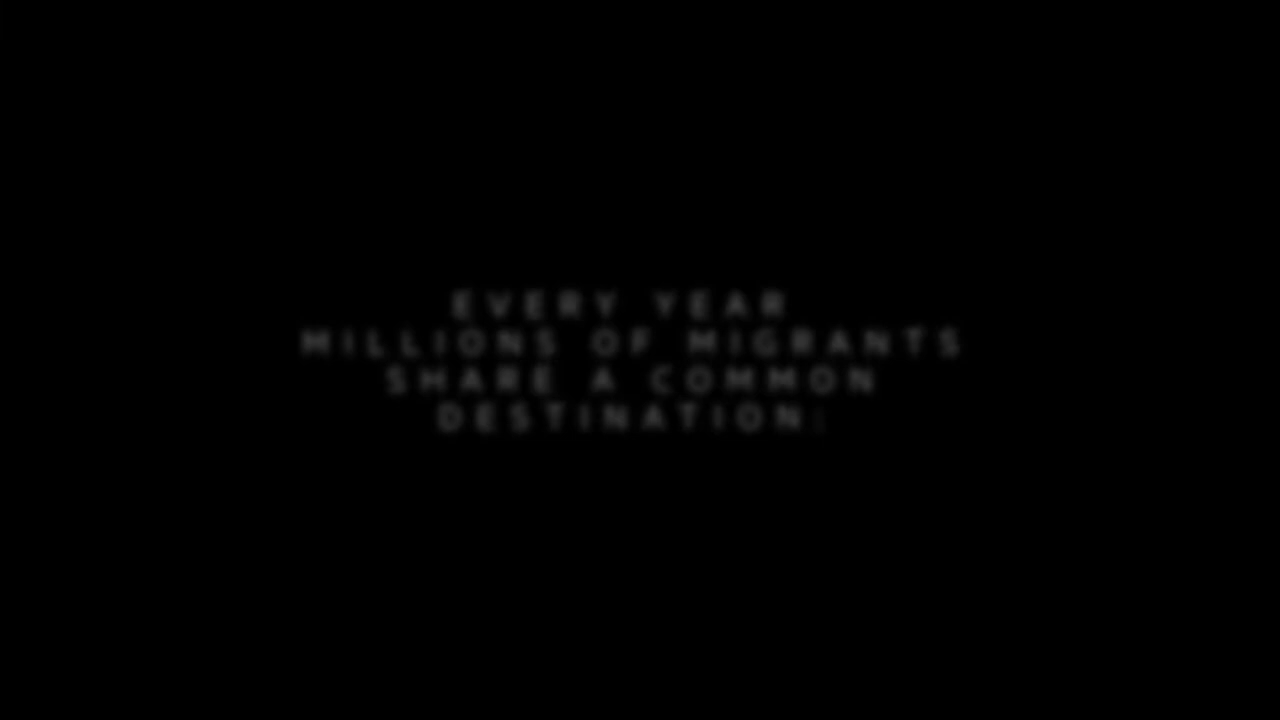 EVERY YEAR
MILLIONS OF MIGRANTS
SHARE A COMMON
DESTINATION: